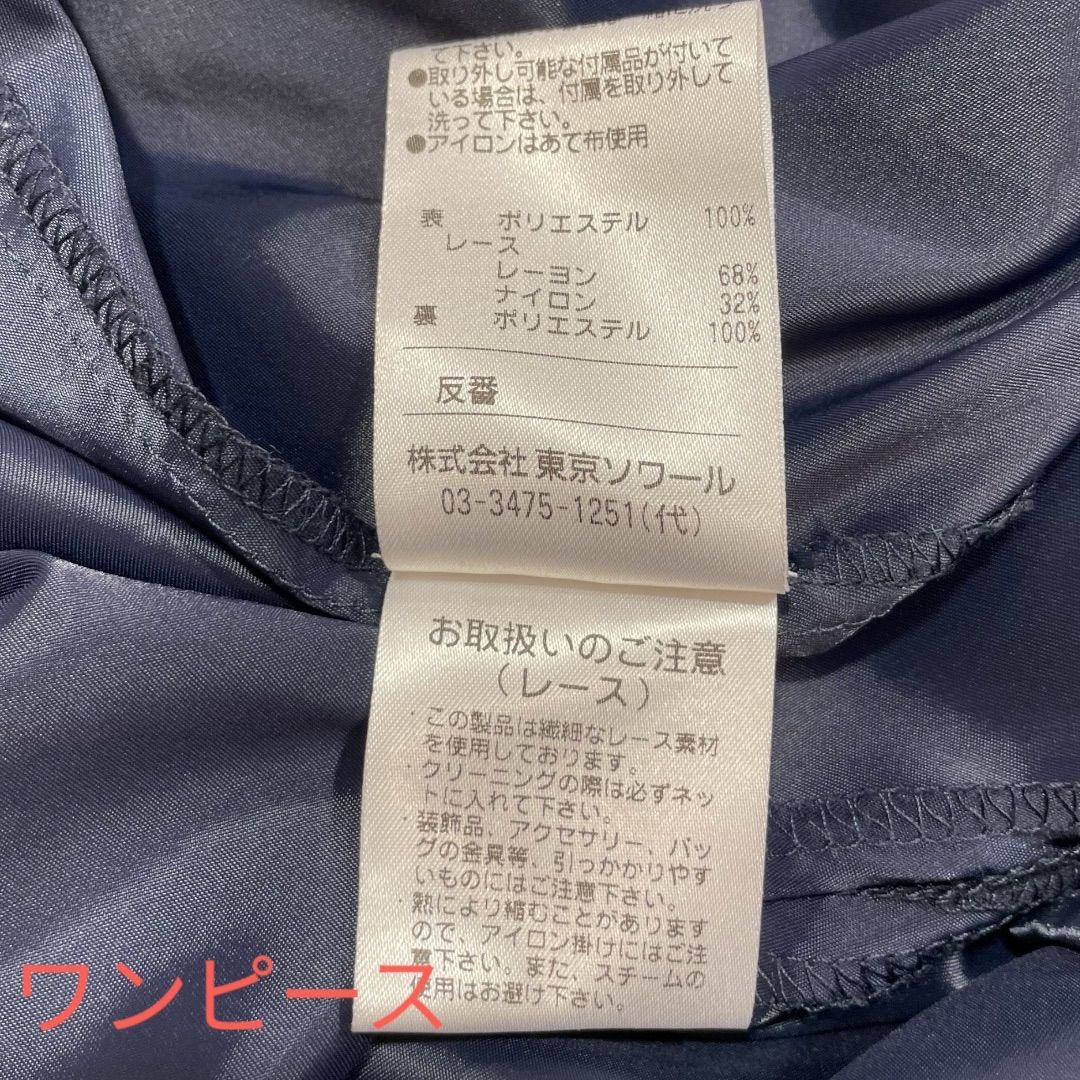 て下さい。
●取り外し可能な付属品が付いて
いる場合は、付属を取り外して
洗って下さい。
●アイロンはあて布使用
表 ポリエステル 100%
レース
レーヨン 68%
ナイロン 32%
裏 ポリエステル 100%
反番
株式会社 東京ソワール
03-3475-1251(代)
お取扱いのご注意
(レース)
・この製品は繊細なレース素材
を使用しております。
・クリーニングの際は必ずネッ
トに入れて下さい。
・装飾品、アクセサリー、バッ
グの金具等、引っかかりやす
いものにはご注意下さい。
・熱により縮むことがあります
ので、アイロン掛けにはご注
意下さい。また、スチームの
使用はお避け下さい。
ワンピース